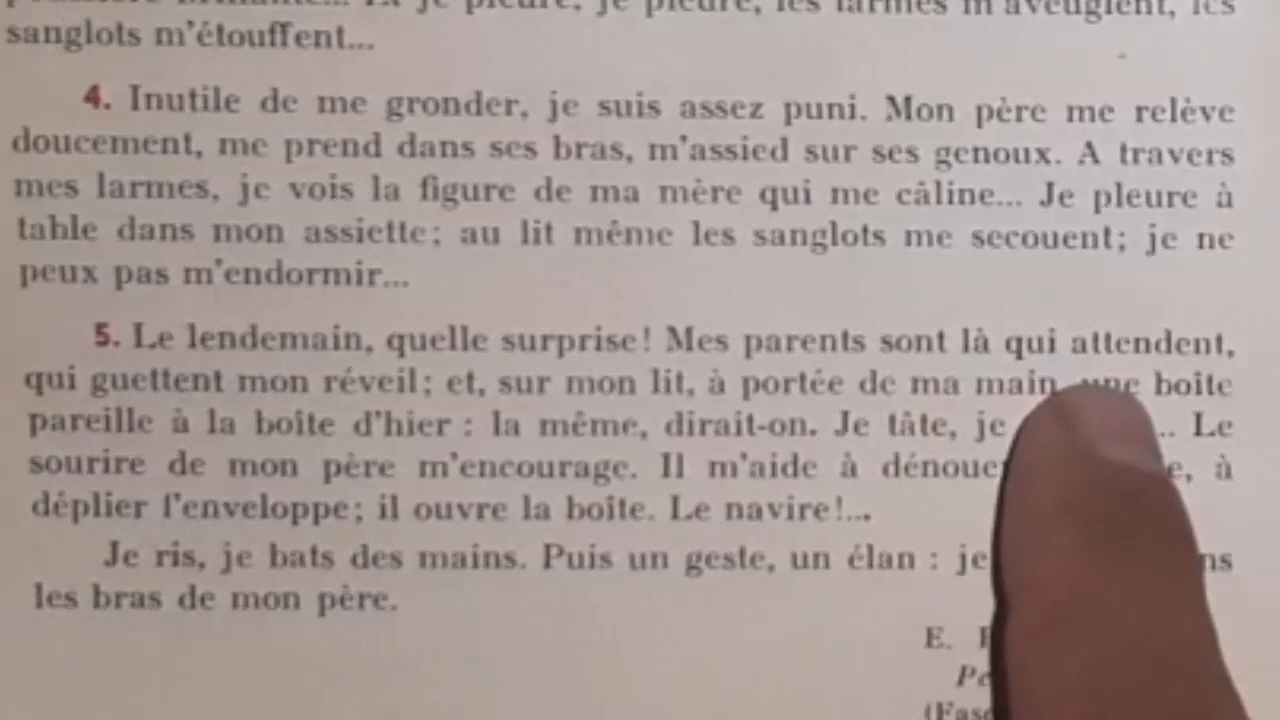 sanglots m'étouffent...
4. Inutile de me gronder, je suis assez puni. Mon père me relève
doucement, me prend dans ses bras, m'assied sur ses genoux. A travers
mes larmes, je vois la figure de ma mère qui me câline... Je pleure à
table dans mon assiette; au lit même les sanglots me secouent; je ne
peux pas m'endormir...
5. Le lendemain, quelle surprise! Mes parents sont là qui attendent,
qui guettent mon réveil; et, sur mon lit, à portée de ma main une boîte
pareille à la boîte d'hier : la même, dirait-on. Je tâte, je .. Le
sourire de mon père m'encourage. Il m'aide à à
déplier l'enveloppe; il ouvre la boîte. Le navire!...
Je ris, je bats des mains. Puis un geste, un élan : je
les bras de mon père.
E.